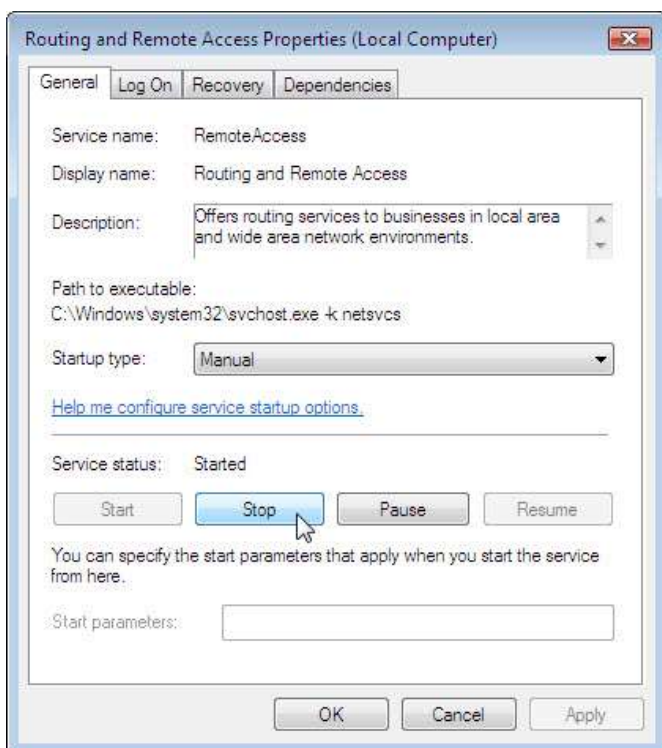 Routing and Remote Access Properties (Local Computer)
General Log On Recovery Dependencies
Service name: RemoteAccess
Display name: Routing and Remote Access
Description: Offers routing services to businesses in local area
and wide area network environments.
Path to executable:
C:\Windows\system32\svchost.exe -k netsvcs
Startup type: Manual
Help me configure service startup options.
Service status: Started
Start Stop Pause Resume
You can specify the start parameters that apply when you start the service
from here.
Start parameters:
OK Cancel Apply